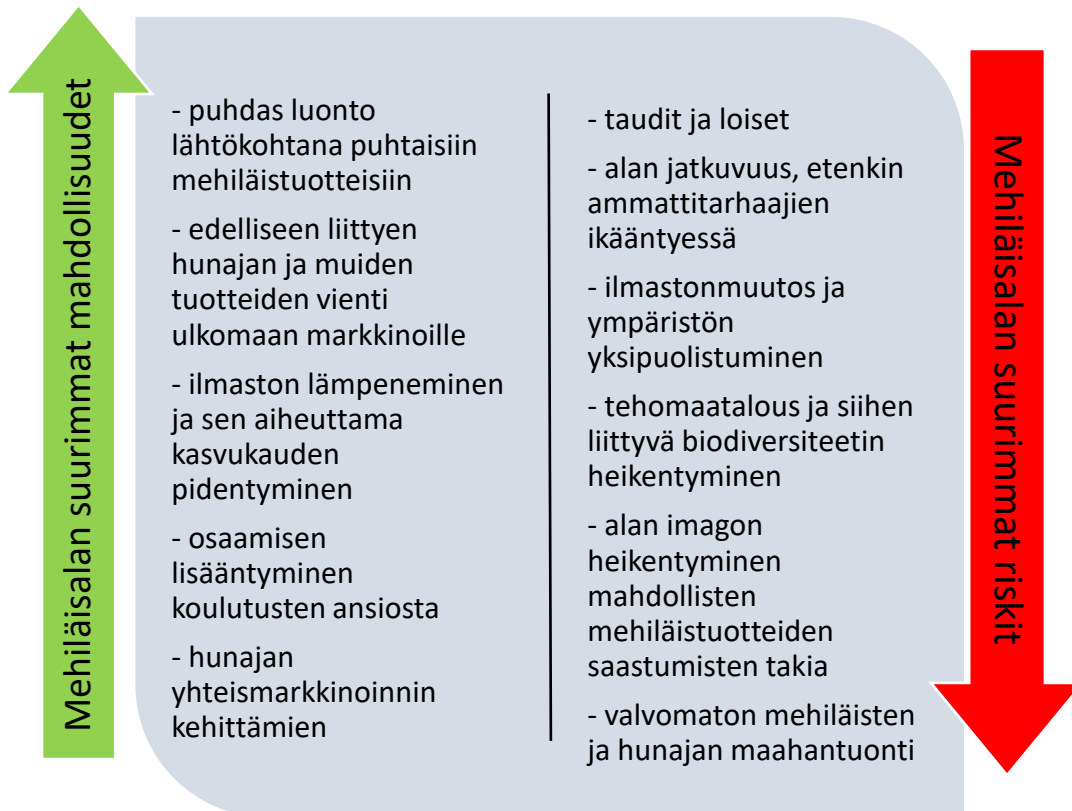 Mehiläisalan suurimmat mahdollisuudet
- puhdas luonto
lähtökohtana puhtaisiin
mehiläistuotteisiin
- edelliseen liittyen
hunajan ja muiden
tuotteiden vienti
ulkomaan markkinoille
- ilmaston lämpeneminen
ja sen aiheuttama
kasvukauden
pidentyminen
- osaamisen
lisääntyminen
koulutusten ansiosta
- hunajan
yhteismarkkinoinnin
kehittämien
- taudit ja loiset
- alan jatkuvuus, etenkin
ammattitarhaajien
ikääntyessä
- ilmastonmuutos ja
ympäristön
yksipuolistuminen
- tehomaatalous ja siihen
liittyvä biodiversiteetin
heikentyminen
- alan imagon
heikentyminen
mahdollisten
mehiläistuotteiden
saastumisten takia
- valvomaton mehiläisten
ja hunajan maahantuonti
Mehiläisalan suurimmat riskit